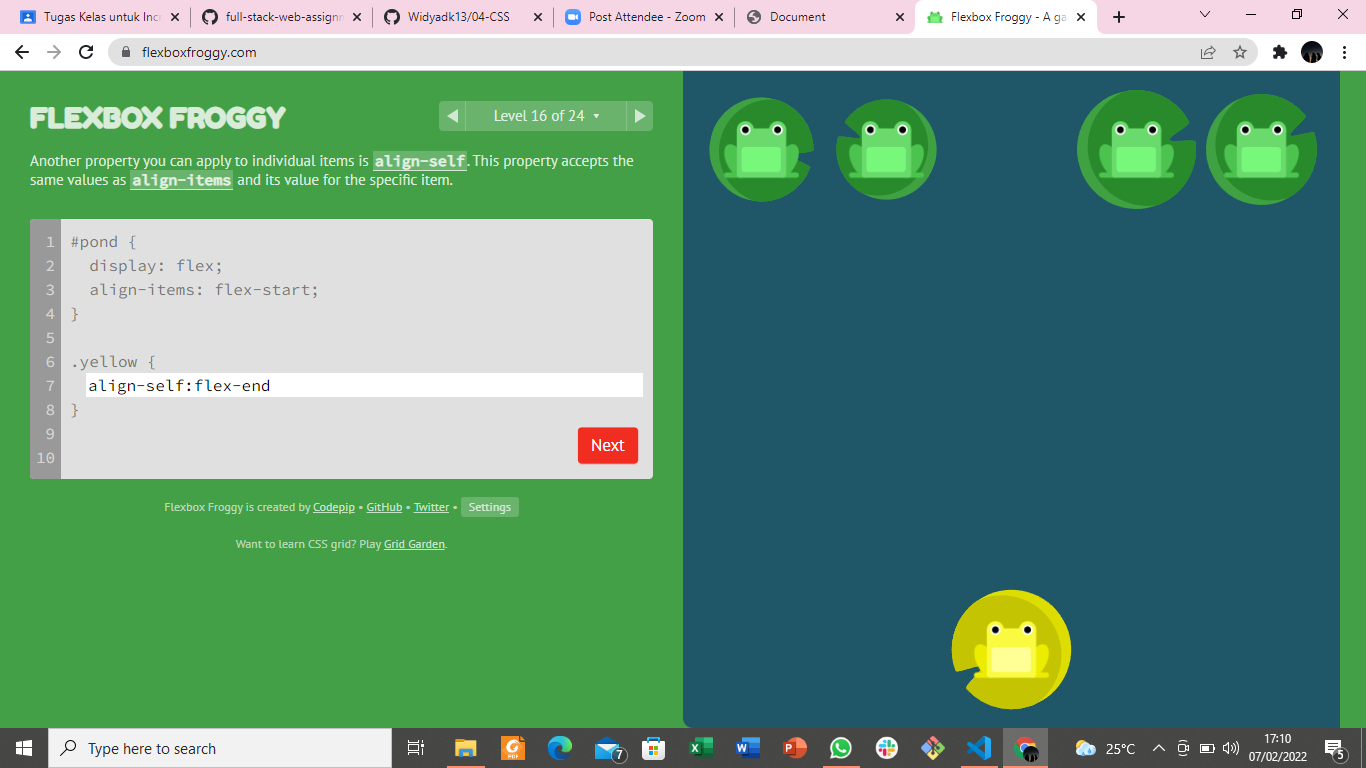 Tugas Kelas untuk Incr
full-stack-web-assignm
Widyadk13/04-CSS
Post Attendee - Zoom
Document
Flexbox Froggy - A ga
flexboxfroggy.com
FLEXBOX FROGGY
Level 16 of 24
Another property you can apply to individual items is align-self. This property accepts the
same values as align-items and its value for the specific item.
1 #pond {
2 display: flex;
3 align-items: flex-start;
4 }
5
6 .yellow {
7 align-self:flex-end
8 }
9
10
Next
Flexbox Froggy is created by Codepip • GitHub • Twitter • Settings
Want to learn CSS grid? Play Grid Garden.
Type here to search
7
25°C
17:10
07/02/2022
5